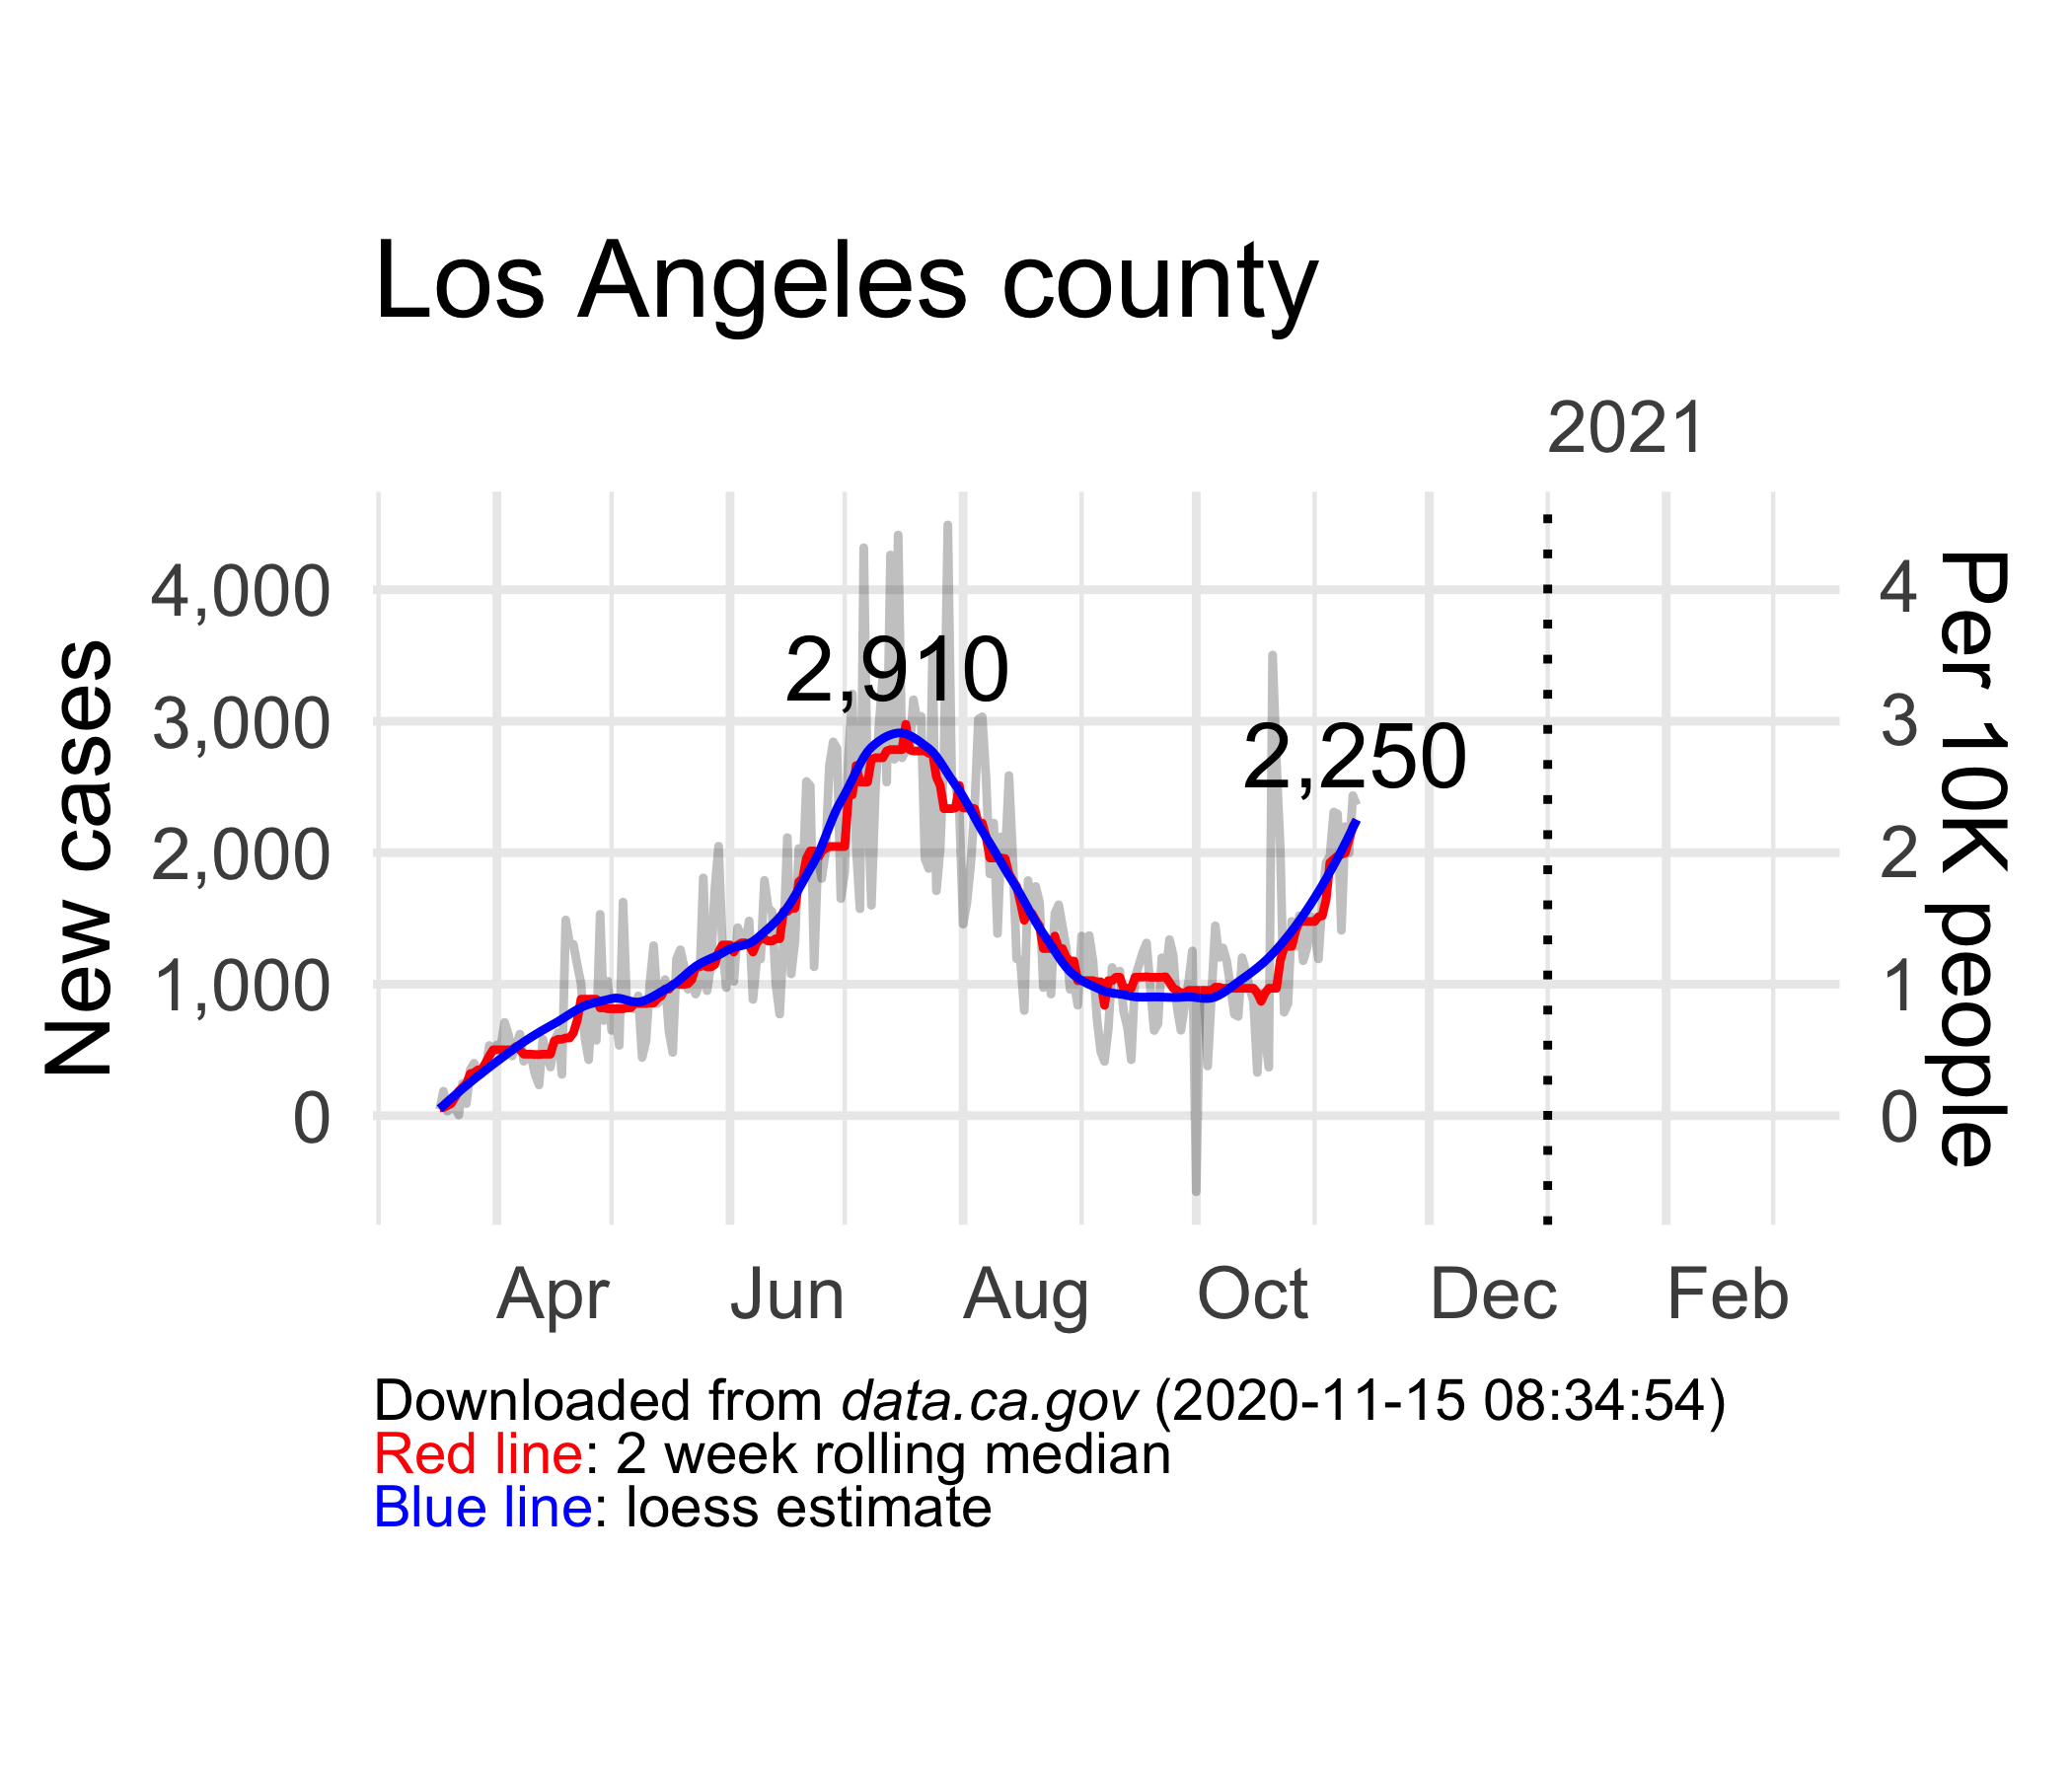 Los Angeles county
2021
4,000
3,000
2,000
1,000
0
New cases
2,910
2,250
4
3
2
1
0
Per 10K people
Apr Jun Aug Oct Dec Feb
Downloaded from data.ca.gov (2020-11-15 08:34:54)
Red line: 2 week rolling median
Blue line: loess estimate